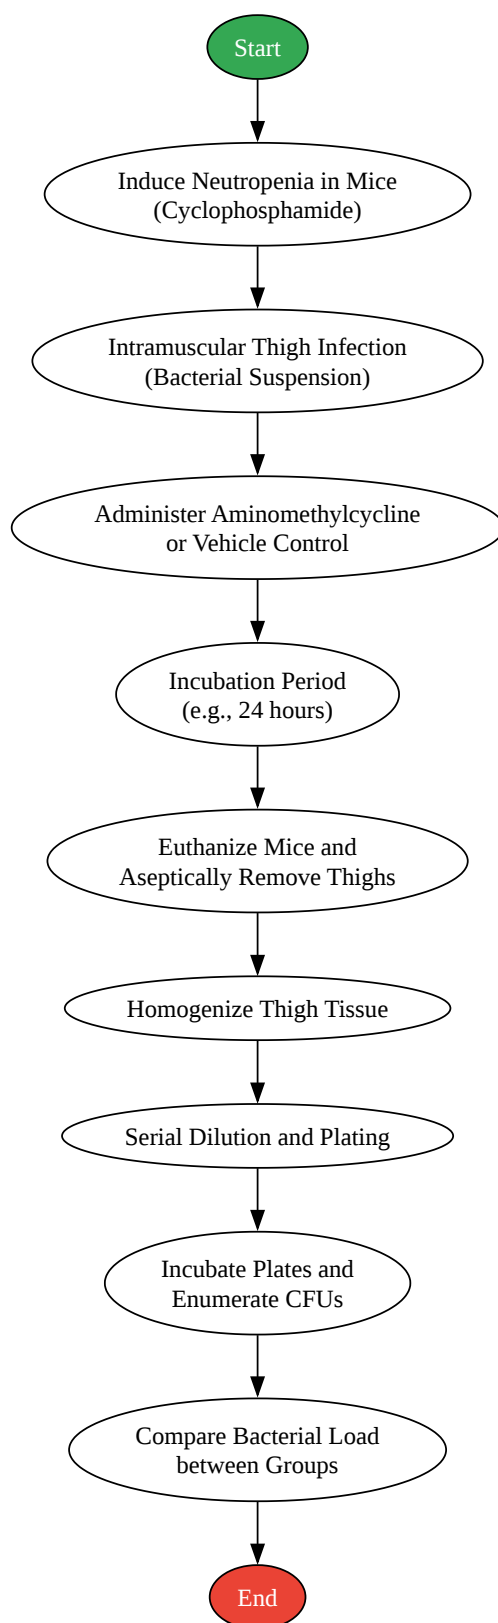 Start
Induce Neutropenia in Mice
(Cyclophosphamide)
Intramuscular Thigh Infection
(Bacterial Suspension)
Administer Aminomethylcycline
or Vehicle Control
Incubation Period
(e.g., 24 hours)
Euthanize Mice and
Aseptically Remove Thighs
Homogenize Thigh Tissue
Serial Dilution and Plating
Incubate Plates and
Enumerate CFUs
Compare Bacterial Load
between Groups
End